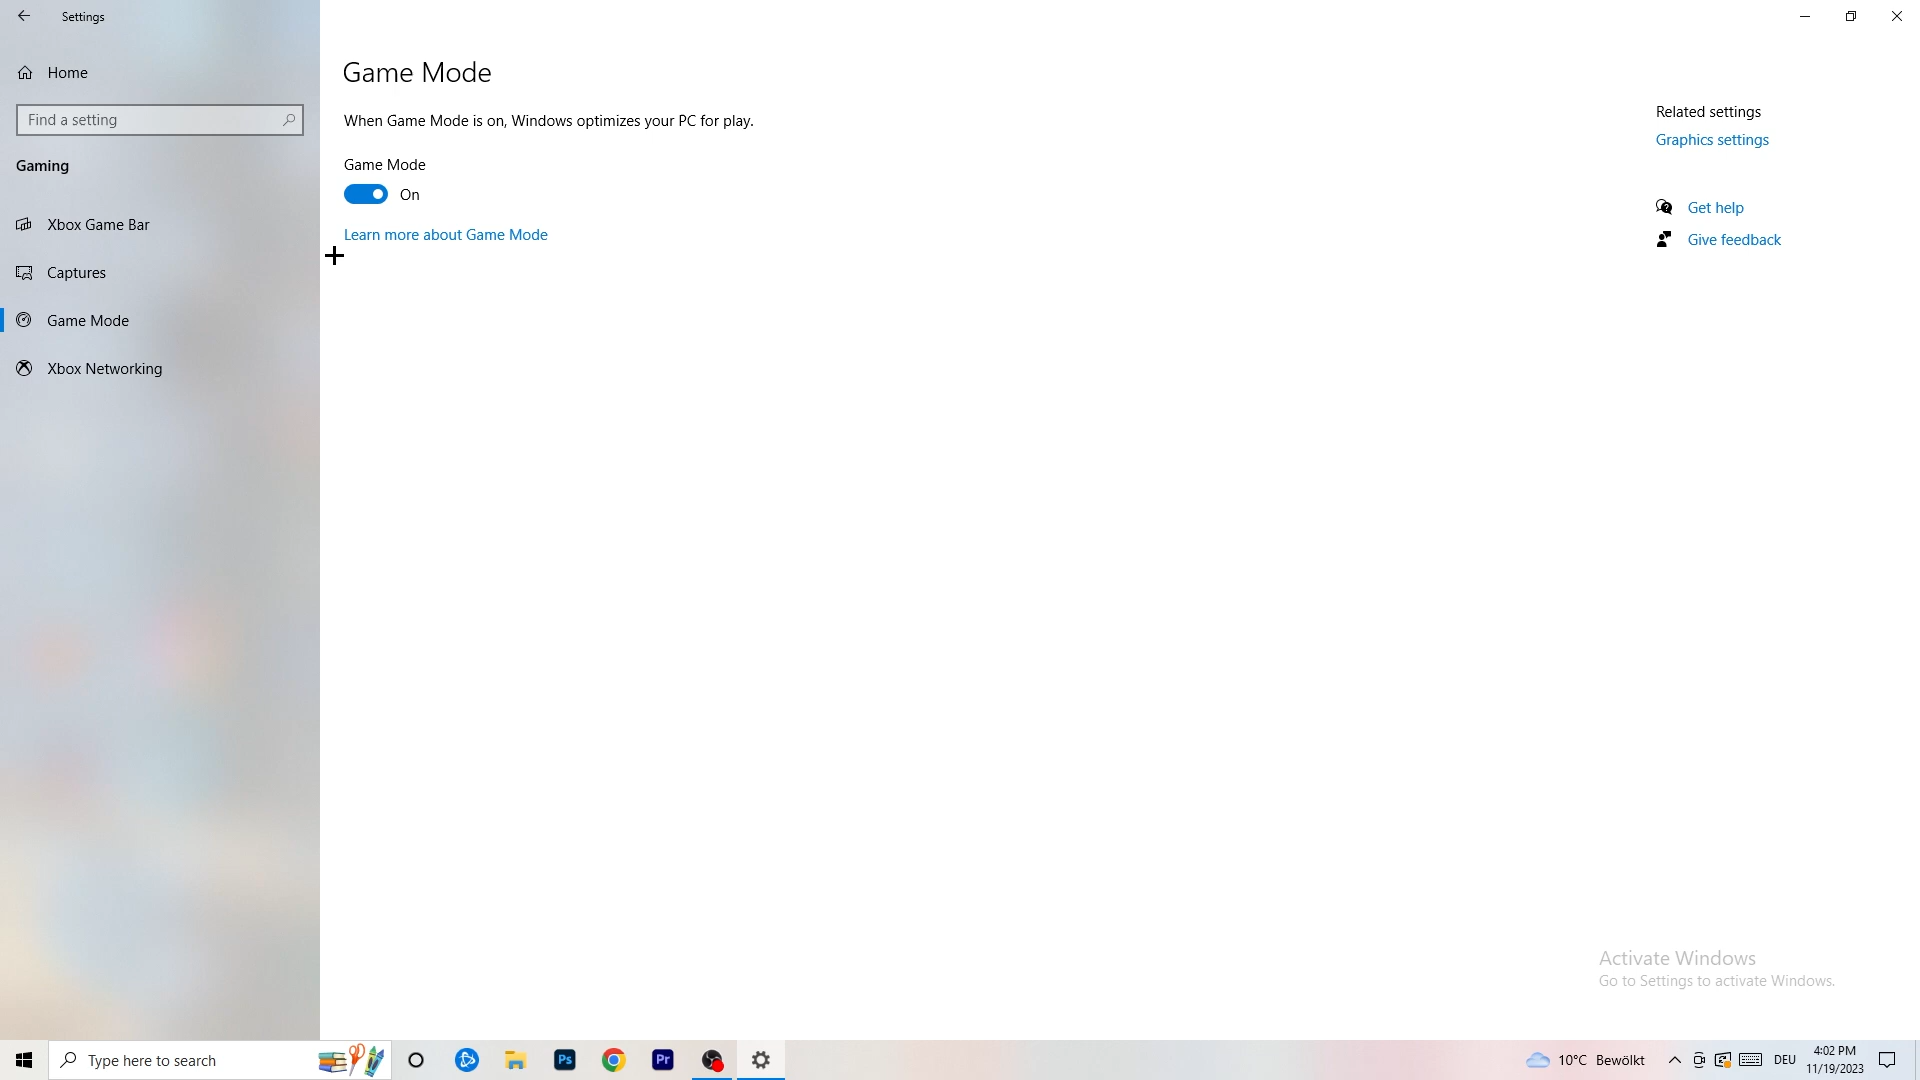 Settings
Home
Find a setting
Gaming
Xbox Game Bar
Captures
Game Mode
Xbox Networking
Game Mode
When Game Mode is on, Windows optimizes your PC for play.
Game Mode
On
Learn more about Game Mode
Related settings
Graphics settings
Get help
Give feedback
Activate Windows
Go to Settings to activate Windows.
Type here to search
Ps
Pr
10°C Bewölkt
DEU
4:02 PM
11/19/2023